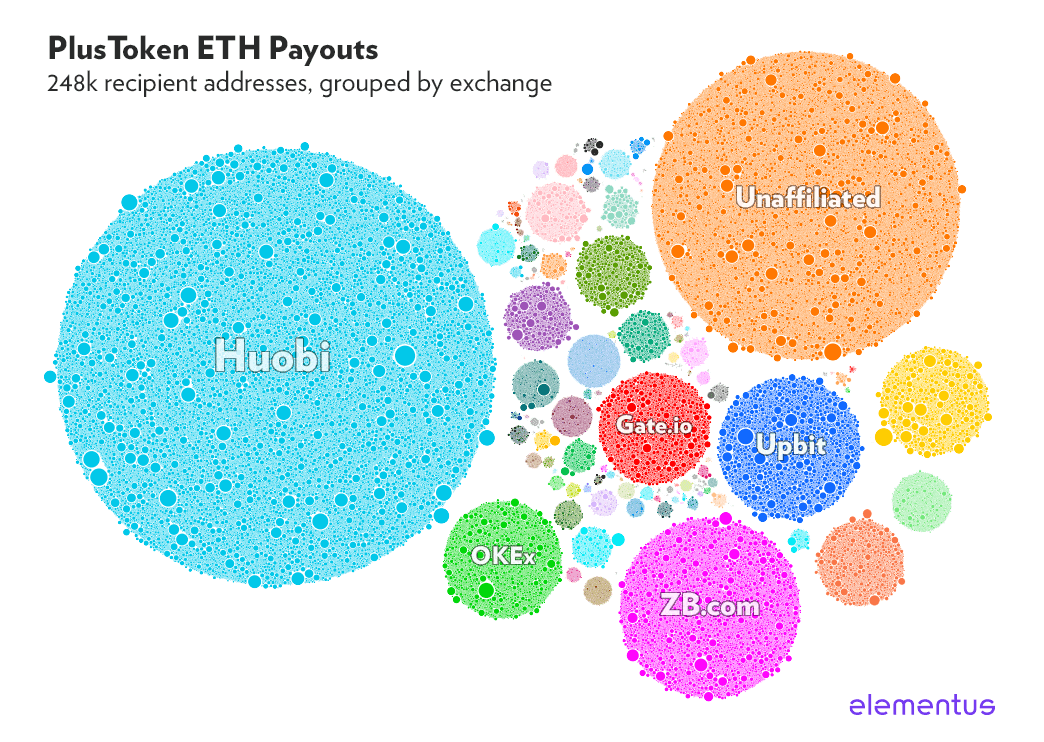 PlusToken ETH Payouts
248k recipient addresses, grouped by exchange
Unaffiliated
Huobi
Gate.io
Upbit
OKEx
ZB.com
elementus